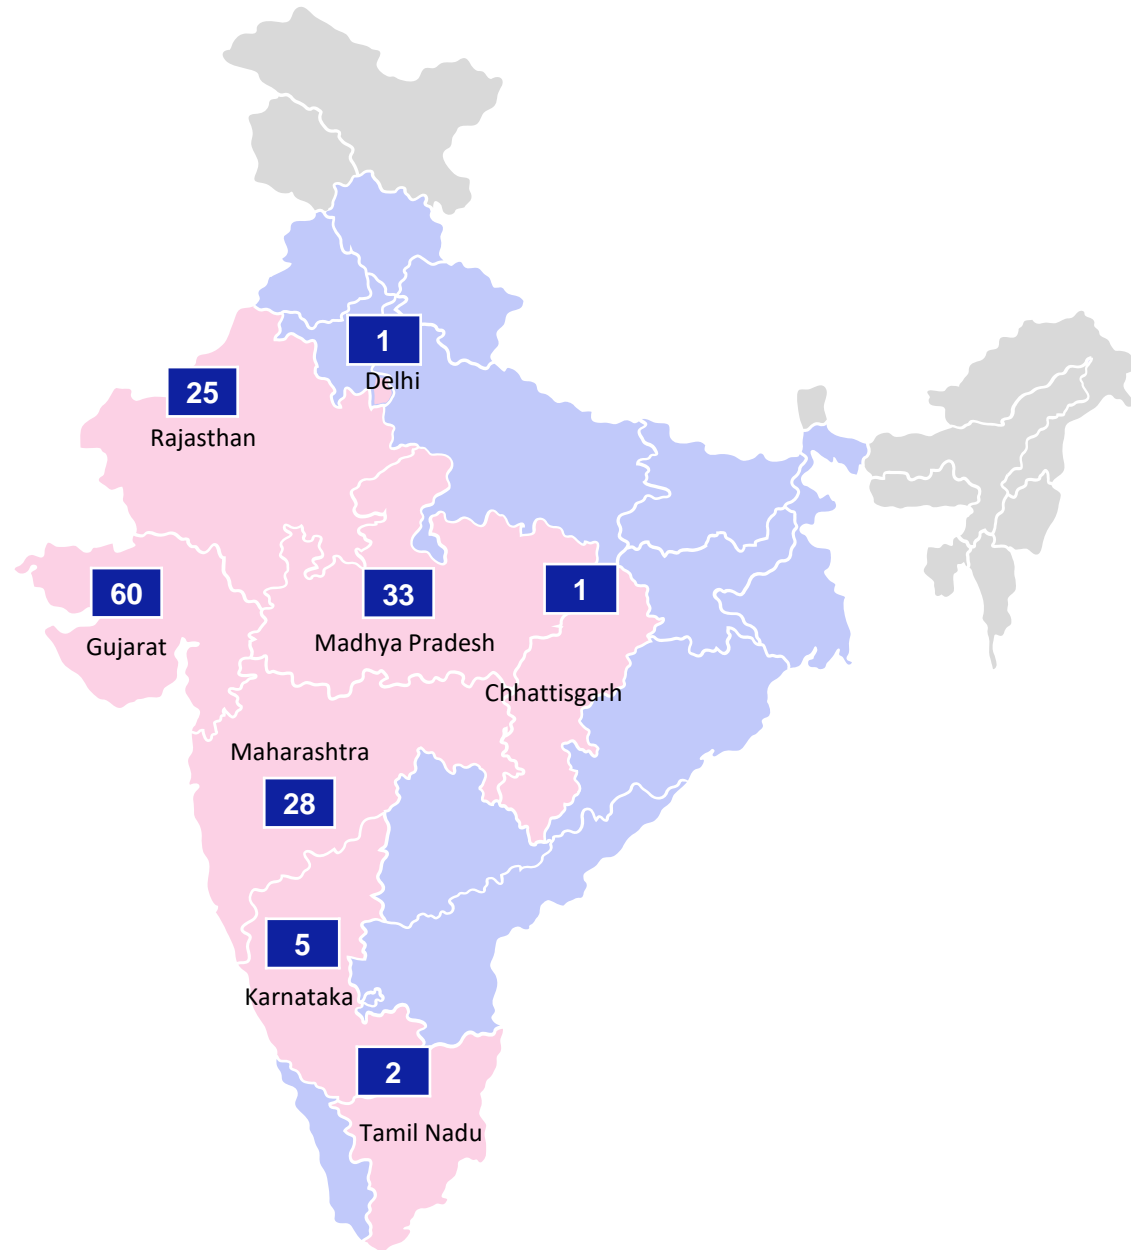 1
Delhi
25
Rajasthan
60
Gujarat
33
Madhya Pradesh
1
Chhattisgarh
Maharashtra
28
5
Karnataka
2
Tamil Nadu